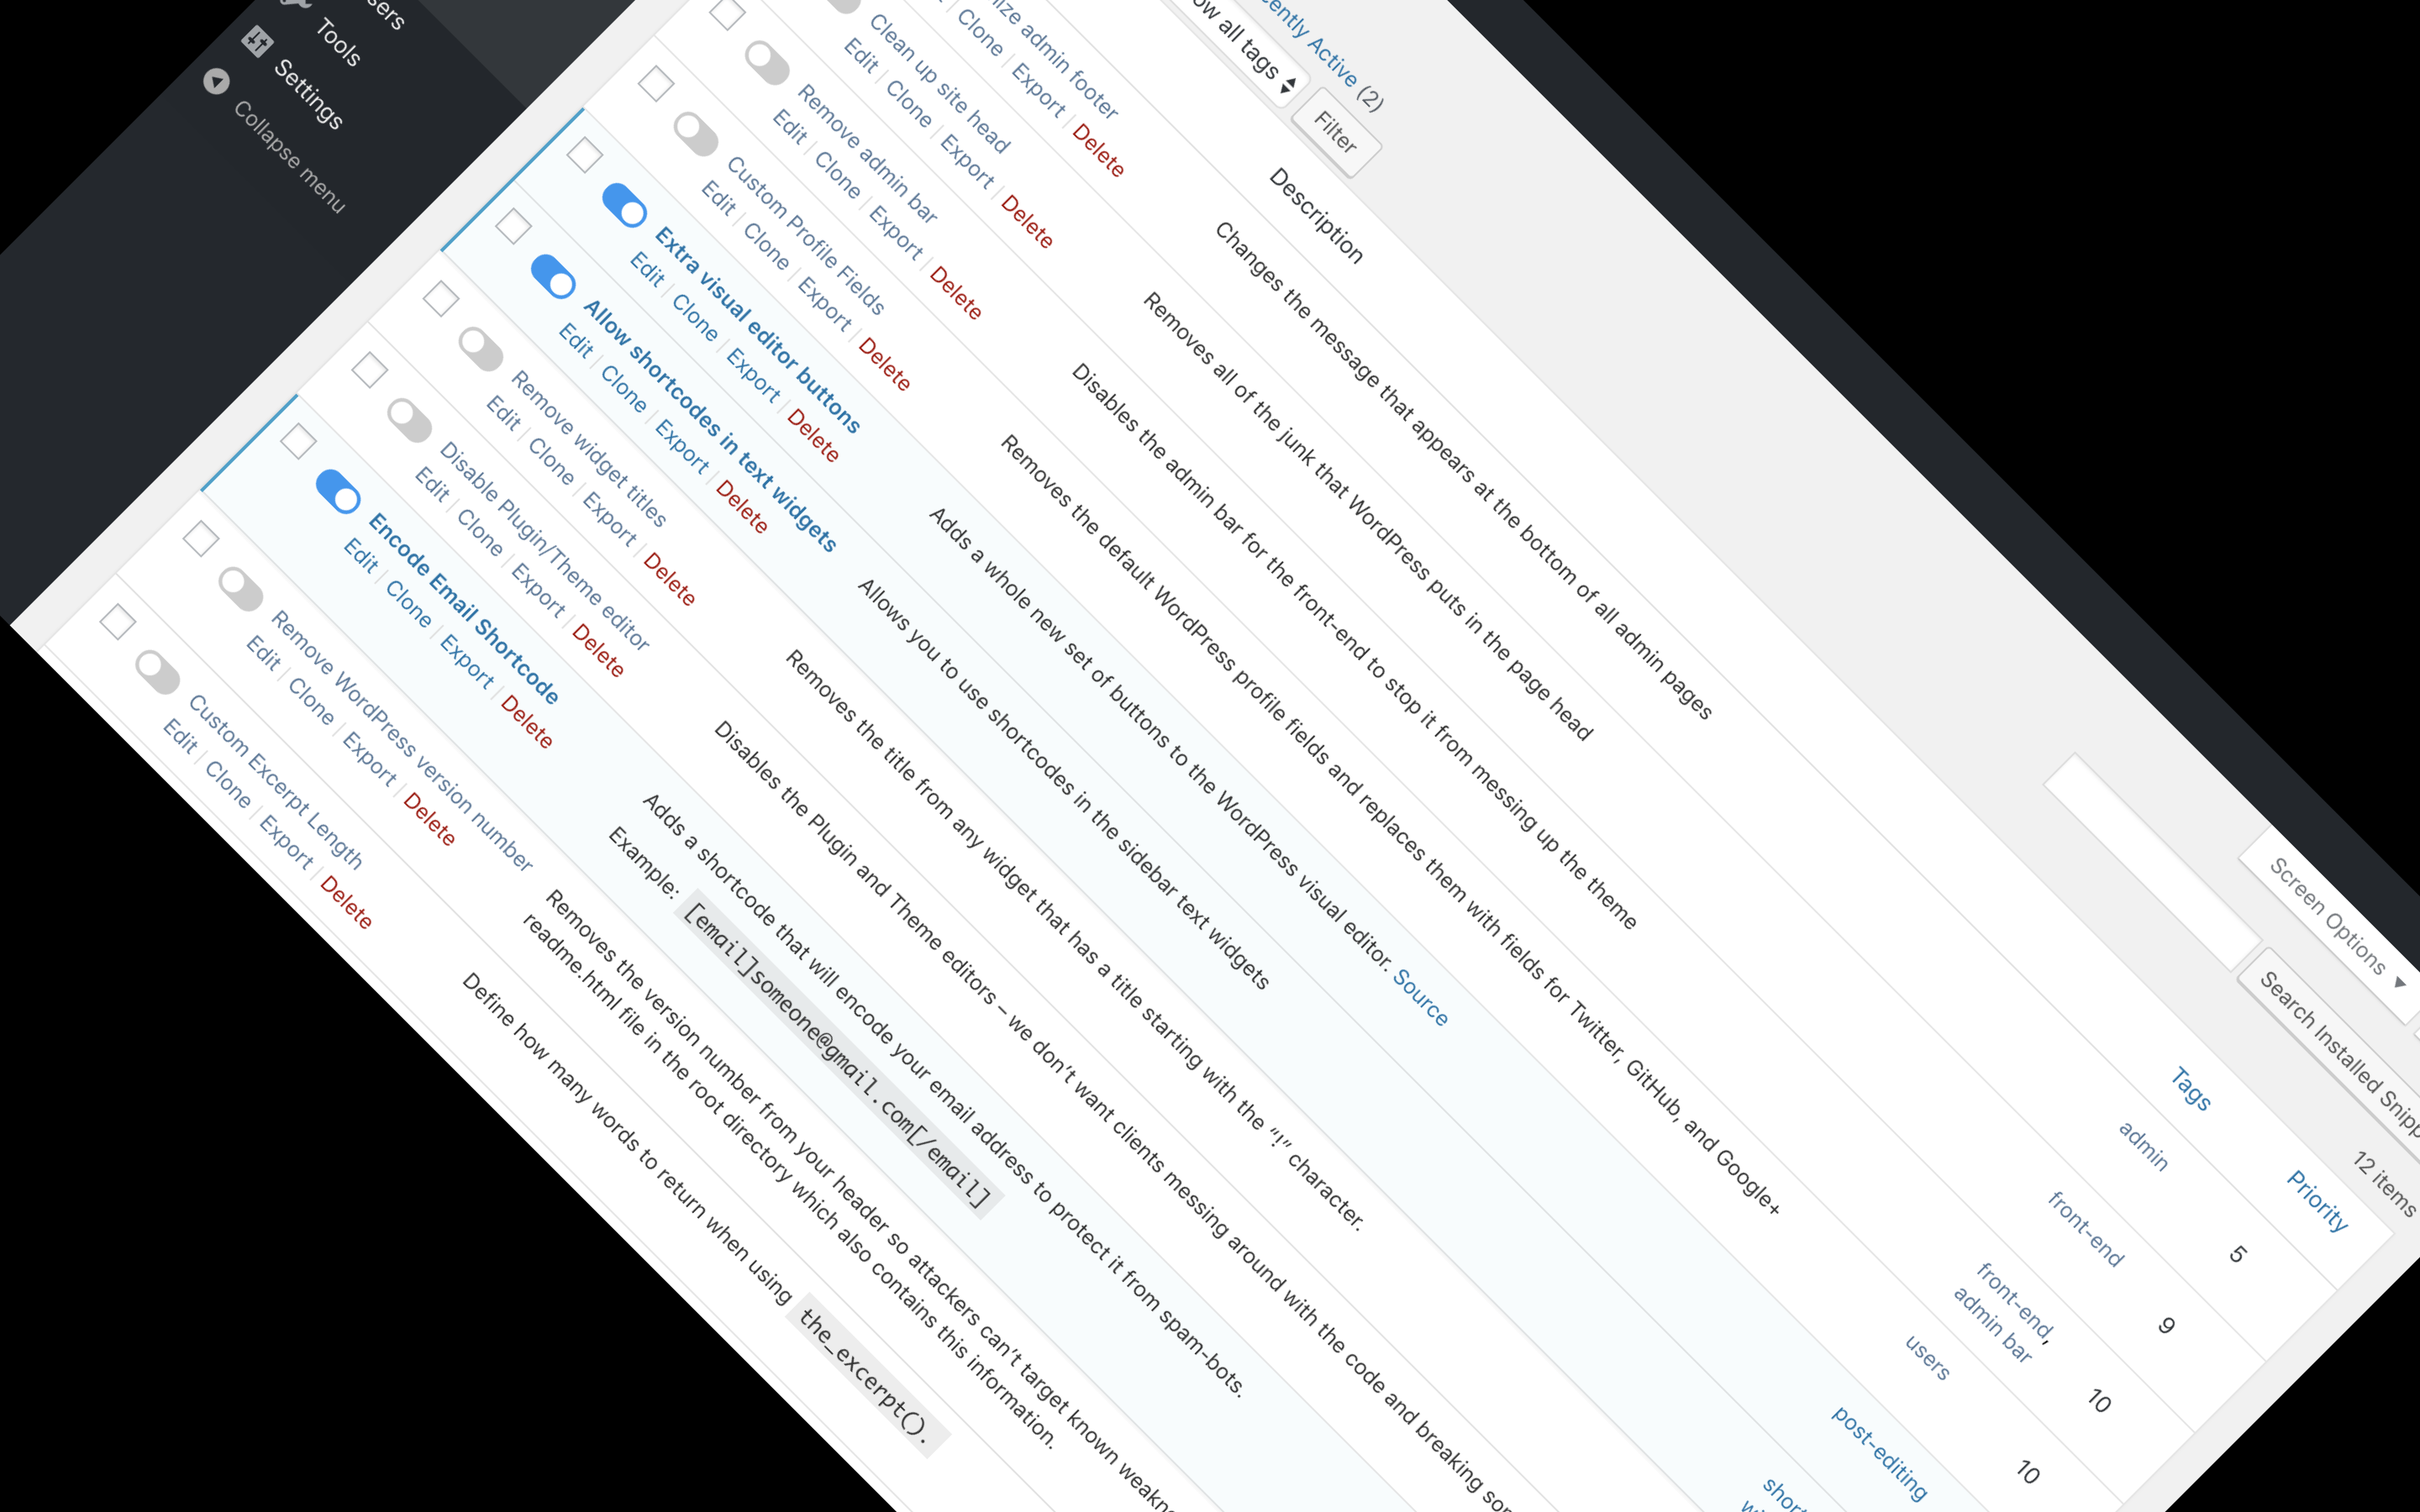 Tools
Settings
Collapse menu
Active (2)
all tags
Filter
Screen Options
Search Installed
12 items
Description
Tags
Priority
admin footer
Clone | Export | Delete
Changes the message that appears at the bottom of all admin pages
admin
5
Clean up site head
Edit | Clone | Export | Delete
Removes all of the junk that WordPress puts in the page head
front-end
9
Remove admin bar
Edit | Clone | Export | Delete
Disables the admin bar for the front-end to stop it from messing up the theme
front-end,
admin bar
10
Custom Profile Fields
Edit | Clone | Export | Delete
Removes the default WordPress profile fields and replaces them with fields for Twitter, GitHub, and Google+
users
10
Extra visual editor buttons
Edit | Clone | Export | Delete
Adds a whole new set of buttons to the WordPress visual editor. Source
post-editing
Allow shortcodes in text widgets
Edit | Clone | Export | Delete
Allows you to use shortcodes in the sidebar text widgets
Remove widget titles
Edit | Clone | Export | Delete
Removes the title from any widget that has a title starting with the “!” character.
Disable Plugin/Theme editor
Edit | Clone | Export | Delete
Disables the Plugin and Theme editors – we don’t want clients messing around with the code and breaking
Encode Email Shortcode
Edit | Clone | Export | Delete
Adds a shortcode that will encode your email address to protect it from spam-bots.
Example: [email]someone@gmail.com[/email]
Remove WordPress version number
Edit | Clone | Export | Delete
Removes the version number from your header so attackers can’t target known
readme.html file in the root directory which also contains this information.
Custom Excerpt Length
Edit | Clone | Export | Delete
Define how many words to return when using the_excerpt().